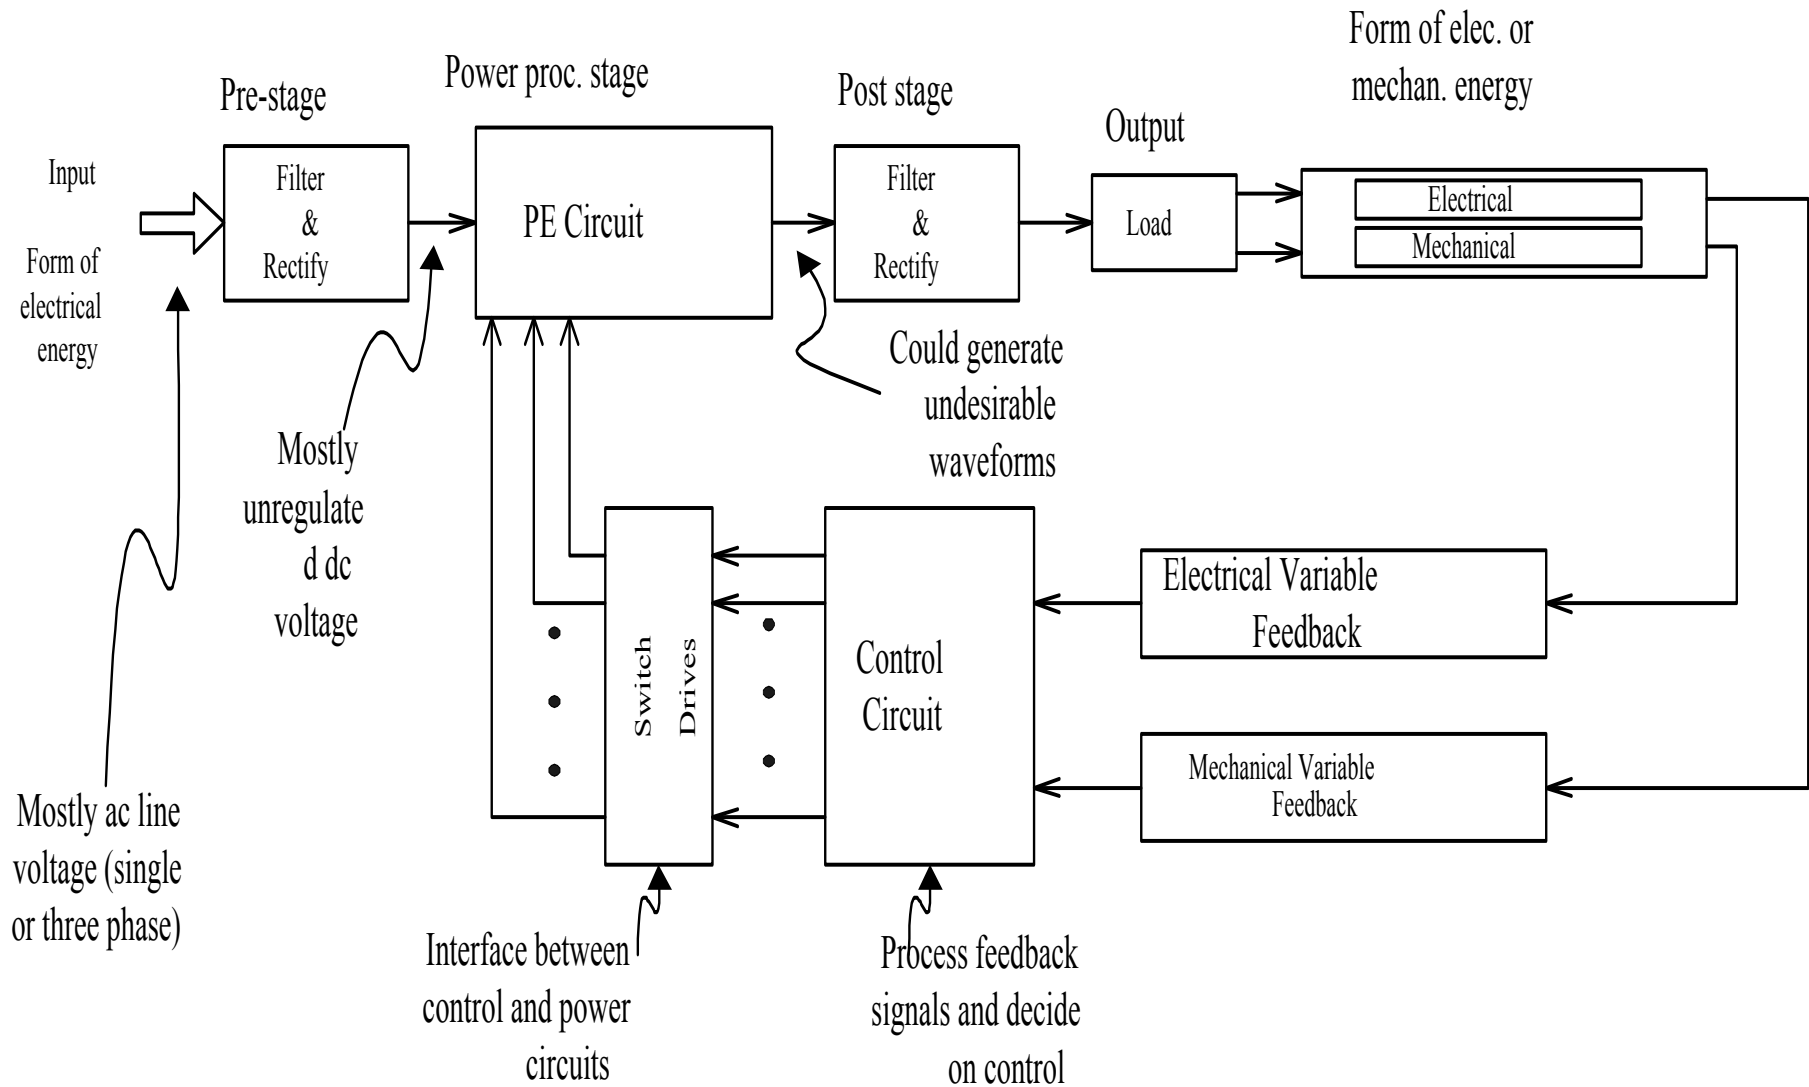 Form of elec. or
mechan. energy
Power proc. stage
Pre-stage
Post stage
Output
Input
Form of
electrical
energy
Filter
&
Rectify
PE Circuit
Filter
&
Rectify
Load
Electrical
Mechanical
Could generate
undesirable
waveforms
Mostly
unregulate
d dc
voltage
Switch
Drives
Control
Circuit
Electrical Variable
Feedback
Mechanical Variable
Feedback
Mostly ac line
voltage (single
or three phase)
Interface between
control and power
circuits
Process feedback
signals and decide
on control